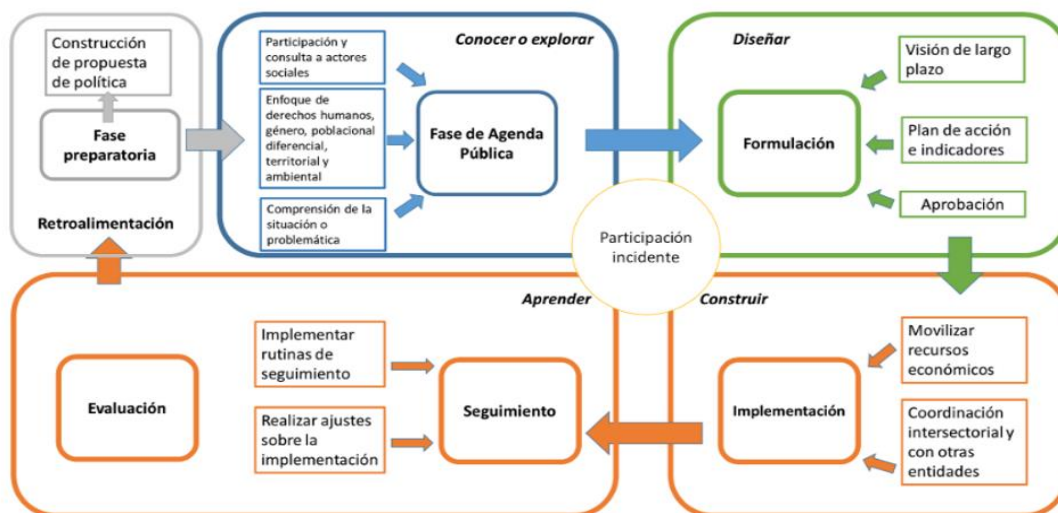 Construcción
de propuesta
de política
Fase
preparatoria
Retroalimentación
Conocer o explorar
Participación y
consulta a actores
sociales
Enfoque de
derechos humanos,
género, poblacional
diferencial,
territorial y
ambiental
Comprensión de la
situación o
problemática
Fase de Agenda
Pública
Diseñar
Formulación
Visión de largo
plazo
Plan de acción
e indicadores
Aprobación
Participación
incidente
Construir
Implementación
Movilizar
recursos
económicos
Coordinación
intersectorial y
con otras
entidades
Aprender
Seguimiento
Implementar
rutinas de
seguimiento
Realizar ajustes
sobre la
implementación
Evaluación